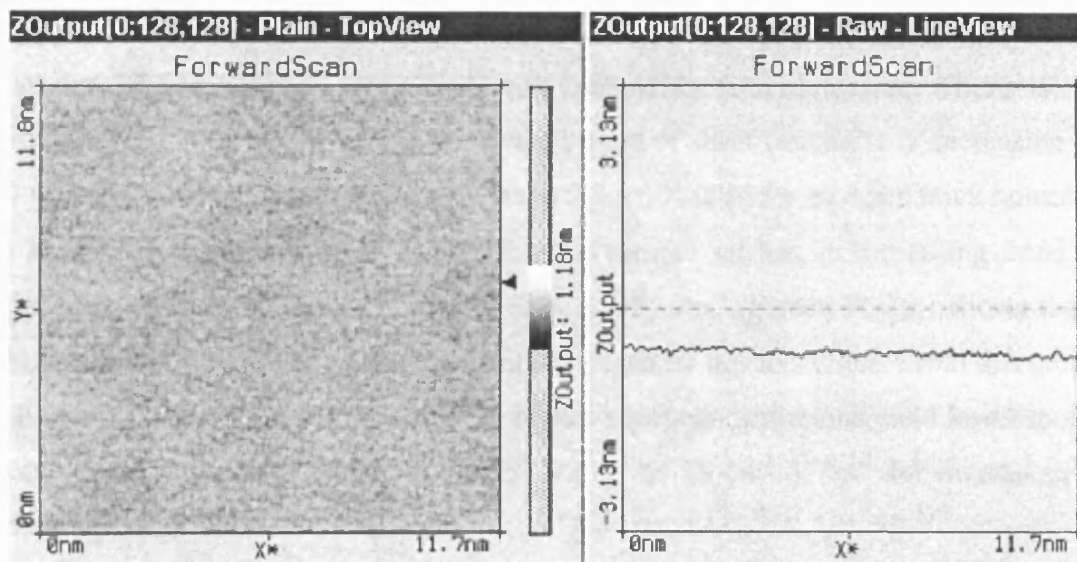 ZOutput[0:128,128] - Plain - TopView
ForwardScan
11.8nm
Y*
0nm
0nm
X*
11.7nm
ZOutput: 1.18nm
ZOutput[0:128,128] - Raw - LineView
ForwardScan
3.13nm
ZOutput
-3.13nm
0nm
X*
11.7nm